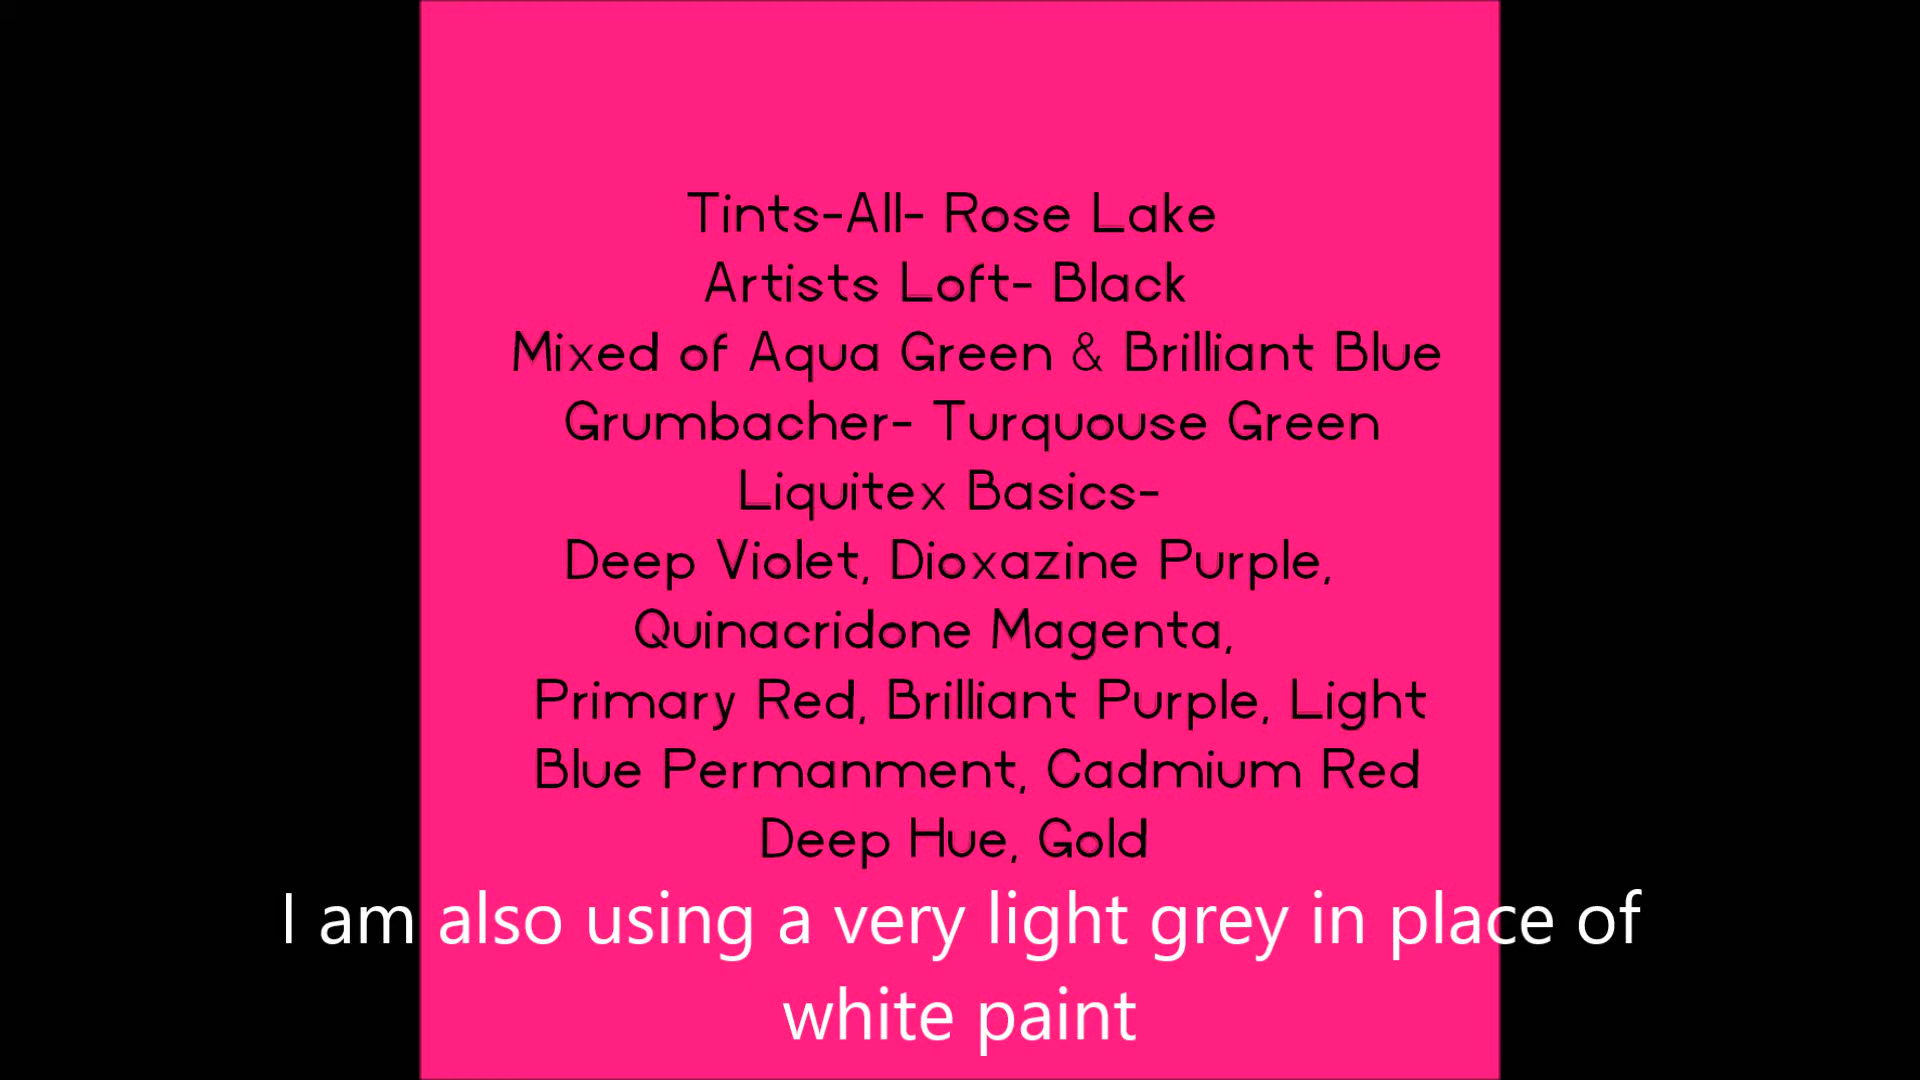 Tints-All- Rose Lake
Artists Loft- Black
Mixed of Aqua Green & Brilliant Blue
Grumbacher- Turquouse Green
Liquitex Basics-
Deep Violet, Dioxazine Purple,
Quinacridone Magenta,
Primary Red, Brilliant Purple, Light
Blue Permanment, Cadmium Red
Deep Hue, Gold
I am also using a very light grey in place of
white paint